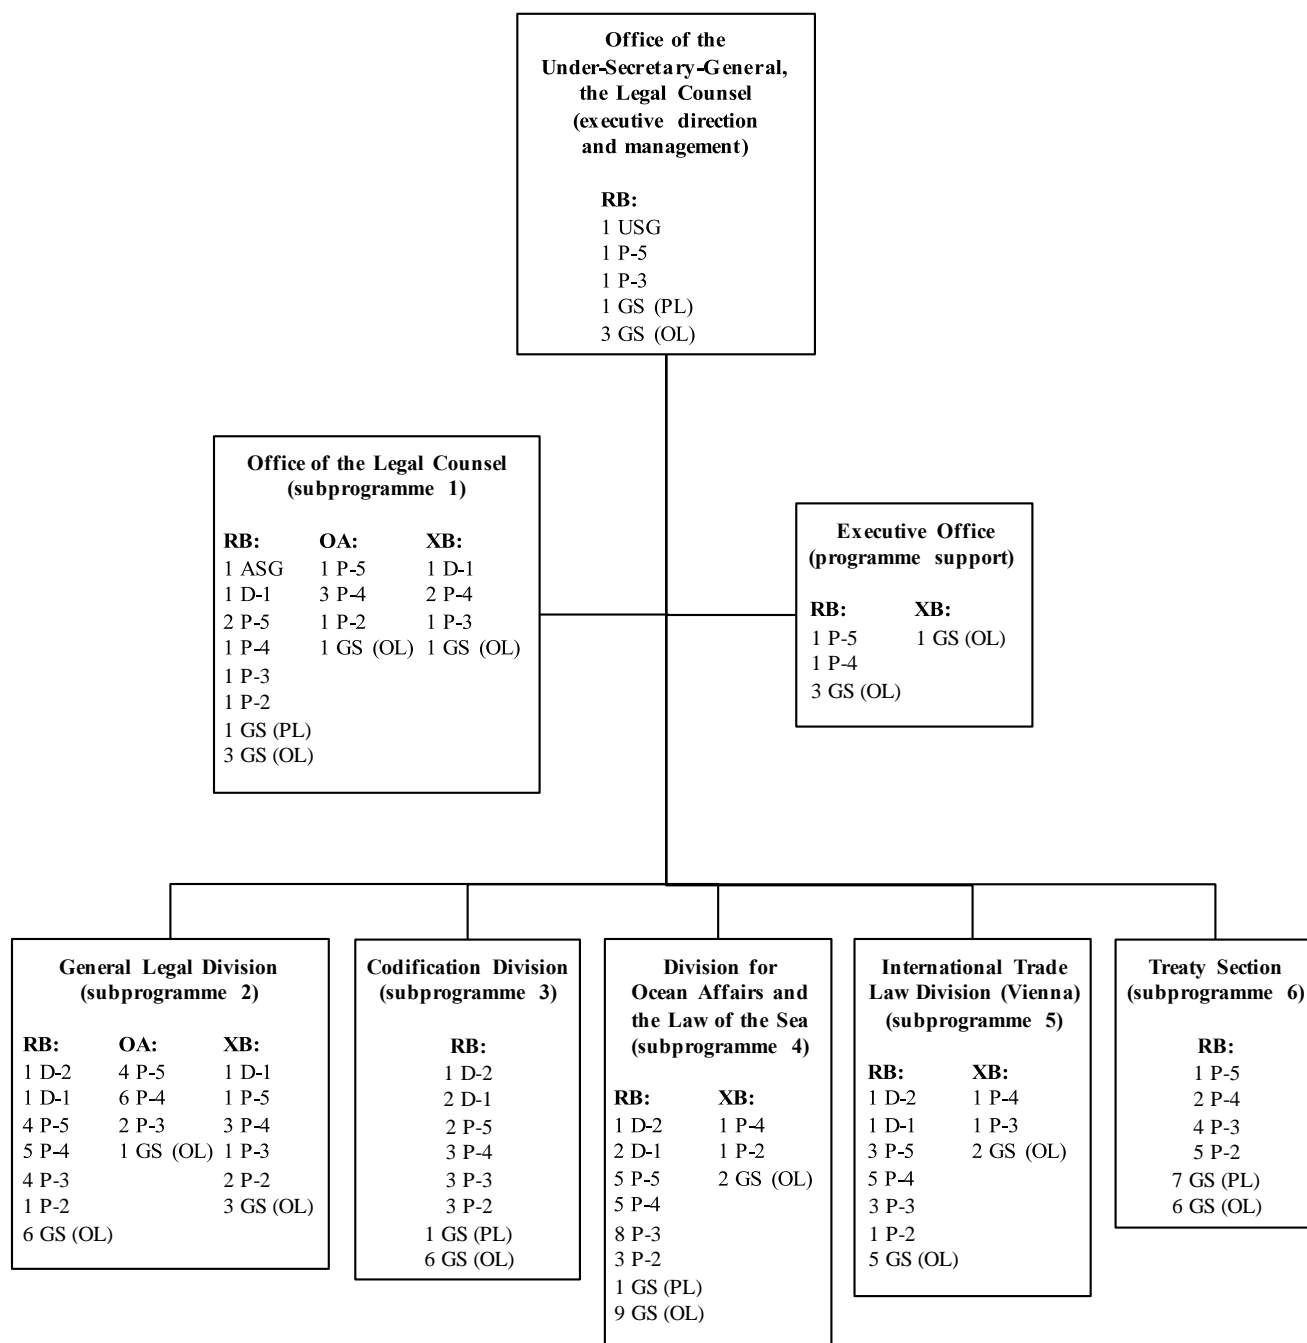 Office of the
Under-Secretary-General,
the Legal Counsel
(executive direction
and management)
RB:
1 USG
1 P-5
1 P-3
1 GS (PL)
3 GS (OL)
Office of the Legal Counsel
(subprogramme 1)
RB: OA: XB:
1 ASG 1 P-5 1 D-1
1 D-1 3 P-4 2 P-4
2 P-5 1 P-2 1 P-3
1 P-4 1 GS (OL) 1 GS (OL)
1 P-3
1 P-2
1 GS (PL)
3 GS (OL)
Executive Office
(programme support)
RB: XB:
1 P-5 1 GS (OL)
1 P-4
3 GS (OL)
General Legal Division
(subprogramme 2)
RB: OA: XB:
1 D-2 4 P-5 1 D-1
1 D-1 6 P-4 1 P-5
4 P-5 2 P-3 3 P-4
5 P-4 1 GS (OL) 1 P-3
4 P-3 2 P-2
1 P-2 3 GS (OL)
6 GS (OL)
Codification Division
(subprogramme 3)
RB:
1 D-2
2 D-1
2 P-5
3 P-4
3 P-3
3 P-2
1 GS (PL)
6 GS (OL)
Division for
Ocean Affairs and
the Law of the Sea
(subprogramme 4)
RB: XB:
1 D-2 1 P-4
2 D-1 1 P-2
5 P-5 2 GS (OL)
5 P-4
8 P-3
3 P-2
1 GS (PL)
9 GS (OL)
International Trade
Law Division (Vienna)
(subprogramme 5)
RB: XB:
1 D-2 1 P-4
1 D-1 1 P-3
3 P-5 2 GS (OL)
5 P-4
3 P-3
1 P-2
5 GS (OL)
Treaty Section
(subprogramme 6)
RB:
1 P-5
2 P-4
4 P-3
5 P-2
7 GS (PL)
6 GS (OL)